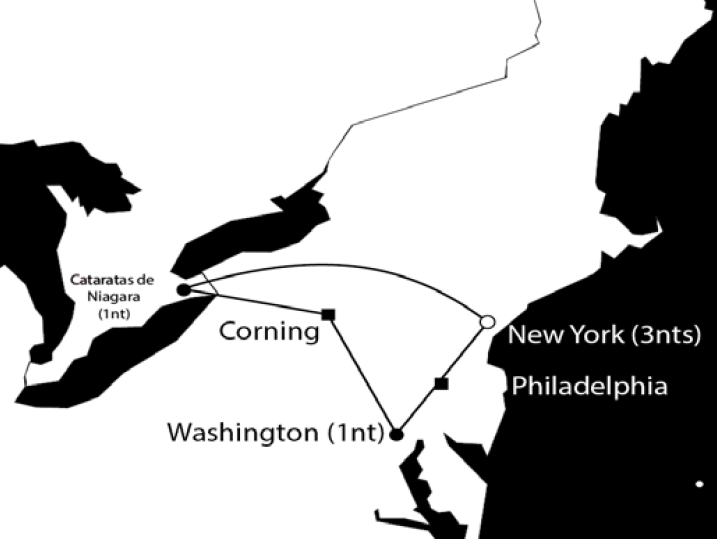 Cataratas de
Niagara
(1nt)
Corning
New York (3nts)
Philadelphia
Washington (1nt)